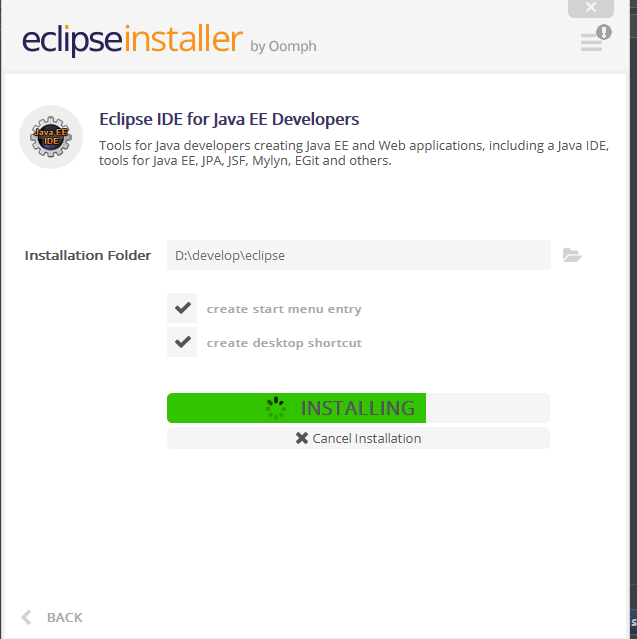 eclipseinstaller by Oomph
Java EE
IDE
Eclipse IDE for Java EE Developers
Tools for Java developers creating Java EE and Web applications, including a Java IDE,
tools for Java EE, JPA, JSF, Mylyn, EGit and others.
Installation Folder D:\develop\eclipse
create start menu entry
create desktop shortcut
INSTALLING
Cancel Installation
BACK